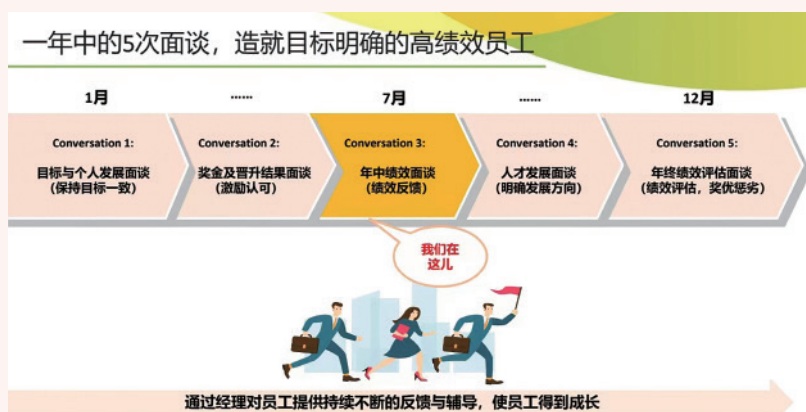 一年中的5次面谈，造就目标明确的高绩效员工
1月
……
7月
……
12月
Conversation 1:
目标与个人发展面谈
(保持目标一致)
Conversation 2:
奖金及晋升结果面谈
(激励认可)
Conversation 3:
年中绩效面谈
(绩效反馈)
Conversation 4:
人才发展面谈
(明确发展方向)
Conversation 5:
年终绩效评估面谈
(绩效评估，奖优惩劣)
我们在
这儿
通过经理对员工提供持续不断的反馈与辅导，使员工得到成长